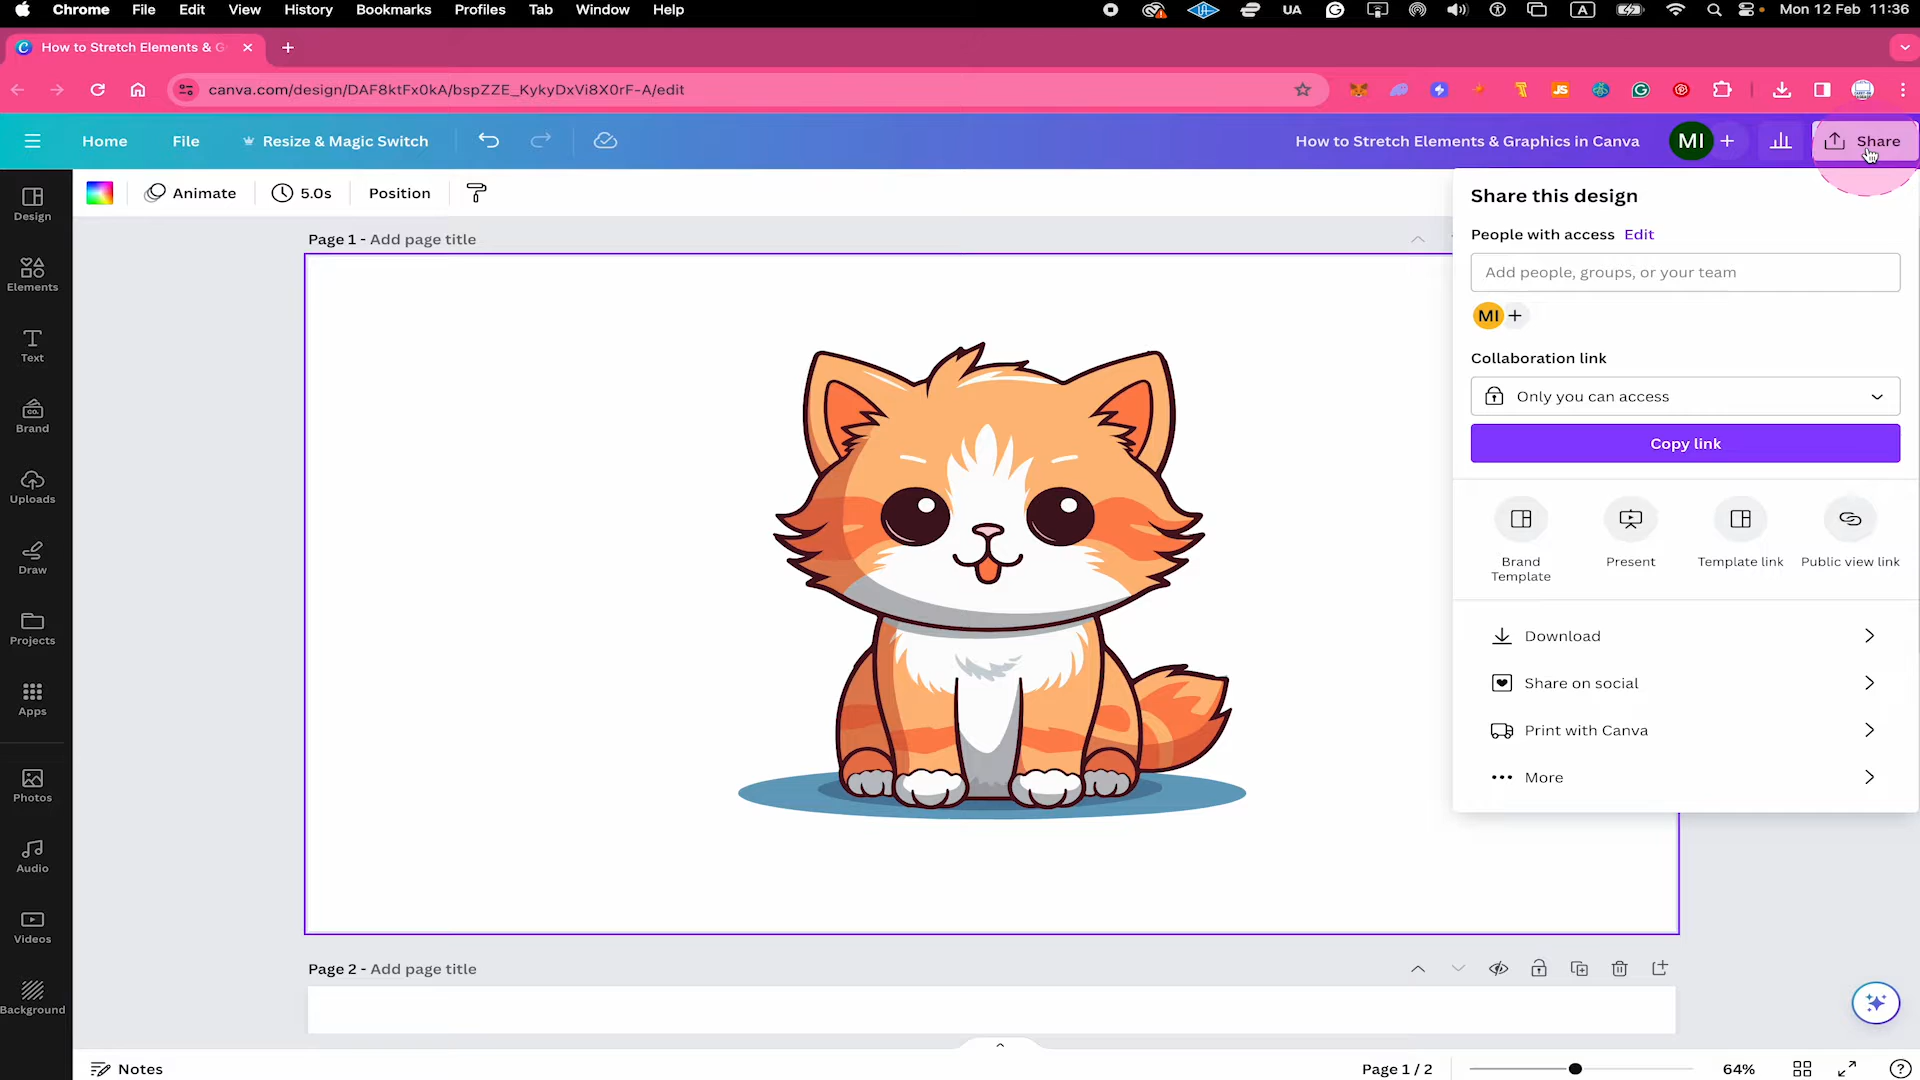 Chrome File Edit View History Bookmarks Profiles Tab Window Help UA A Mon 12 Feb 11:36
How to Stretch Elements & G
canva.com/design/DAF8ktFx0kA/bspZZE_KykyDxVi8X0rF-A/edit
JS
Home File Resize & Magic Switch How to Stretch Elements & Graphics in Canva MI Share
Animate 5.0s Position
Design
Elements
Text
Brand
Uploads
Draw
Projects
Apps
Photos
Audio
Videos
Background
Page 1 - Add page title
Share this design
People with access Edit
Add people, groups, or your team
MI
Collaboration link
Only you can access
Copy link
Brand Template
Present
Template link
Public view link
Download
Share on social
Print with Canva
More
Page 2 - Add page title
Notes Page 1 / 2 64%